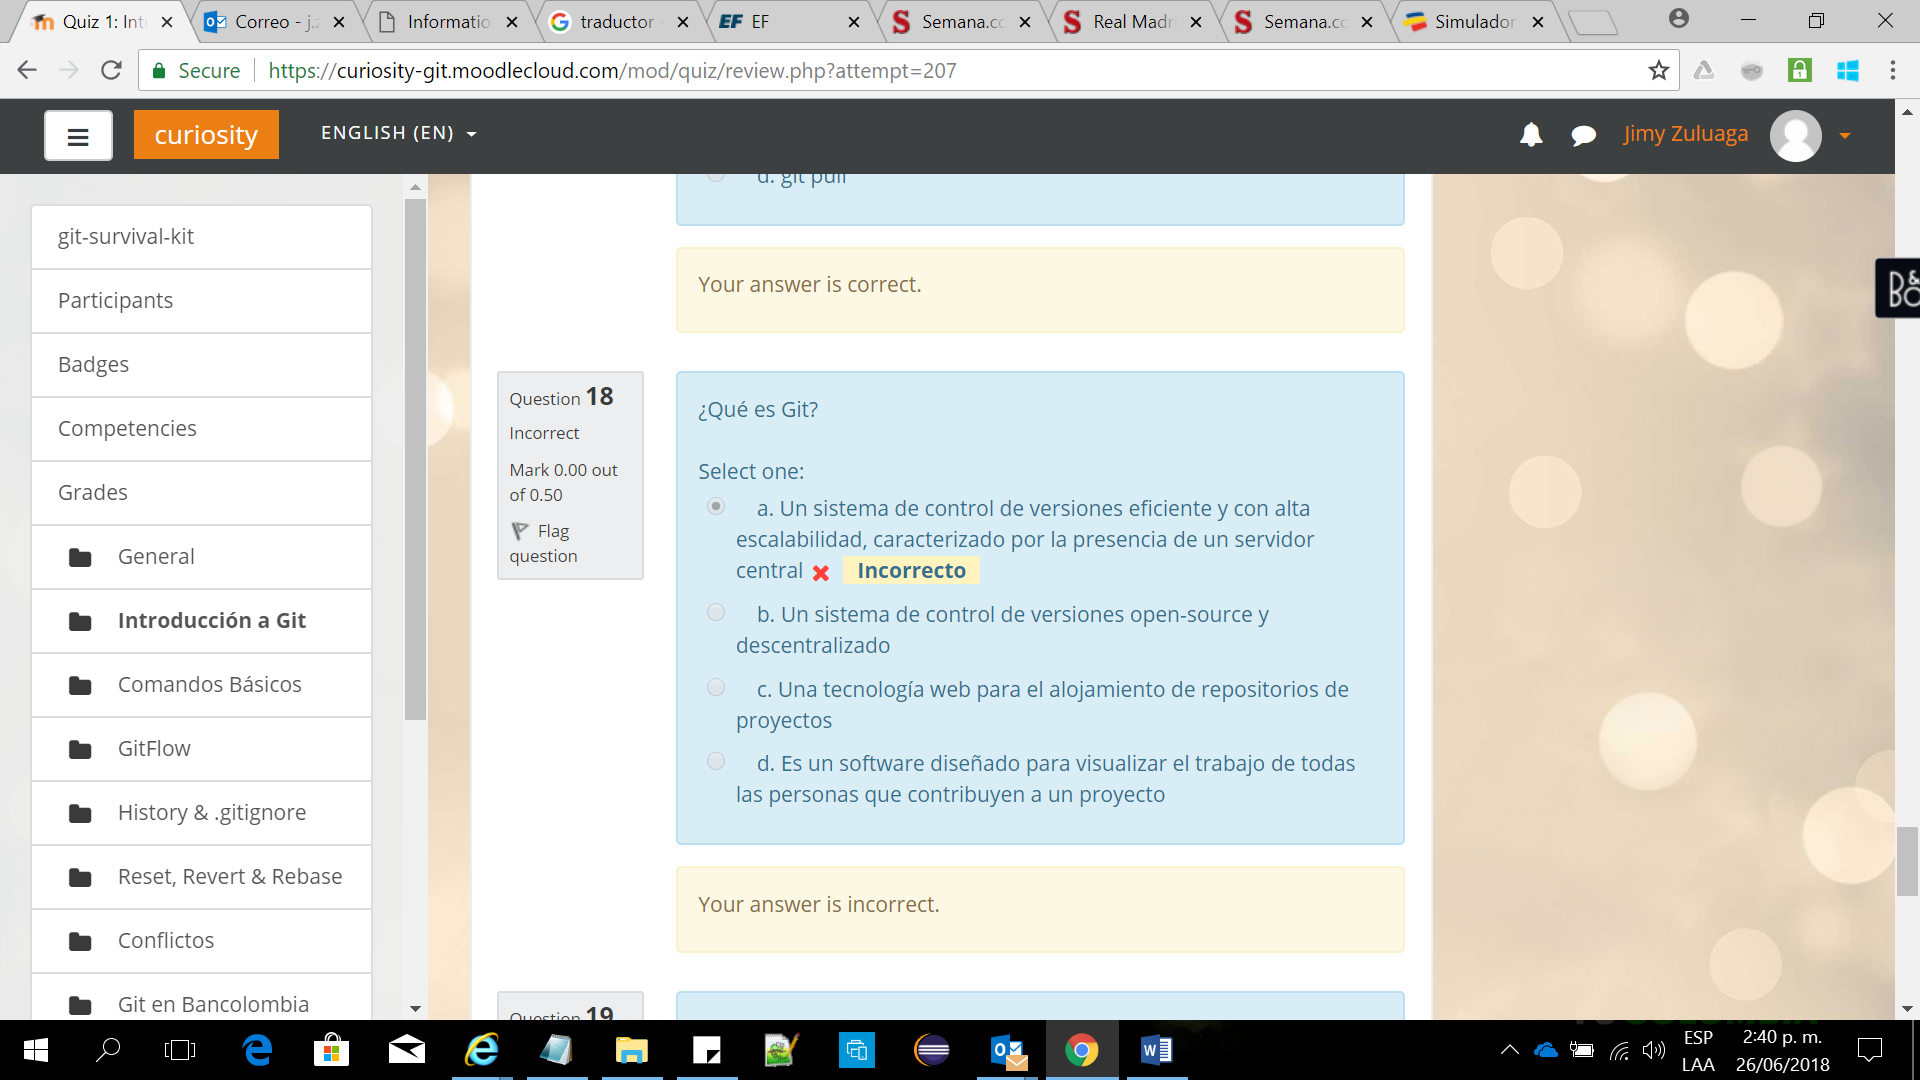 Quiz 1: Int
Correo - j.z
Informatio
traductor -
EF EF
Semana.co
Real Madr
Semana.co
Simulador
Secure https://curiosity-git.moodlecloud.com/mod/quiz/review.php?attempt=207
curiosity
ENGLISH (EN)
Jimy Zuluaga
git-survival-kit
Participants
Badges
Competencies
Grades
General
Introducción a Git
Comandos Básicos
GitFlow
History & .gitignore
Reset, Revert & Rebase
Conflictos
Git en Bancolombia
d. git pull
Your answer is correct.
Question 18
Incorrect
Mark 0.00 out
of 0.50
Flag
question
¿Qué es Git?
Select one:
a. Un sistema de control de versiones eficiente y con alta
escalabilidad, caracterizado por la presencia de un servidor
central Incorrecto
b. Un sistema de control de versiones open-source y
descentralizado
c. Una tecnología web para el alojamiento de repositorios de
proyectos
d. Es un software diseñado para visualizar el trabajo de todas
las personas que contribuyen a un proyecto
Your answer is incorrect.
Question 19
ESP
LAA
2:40 p. m.
26/06/2018